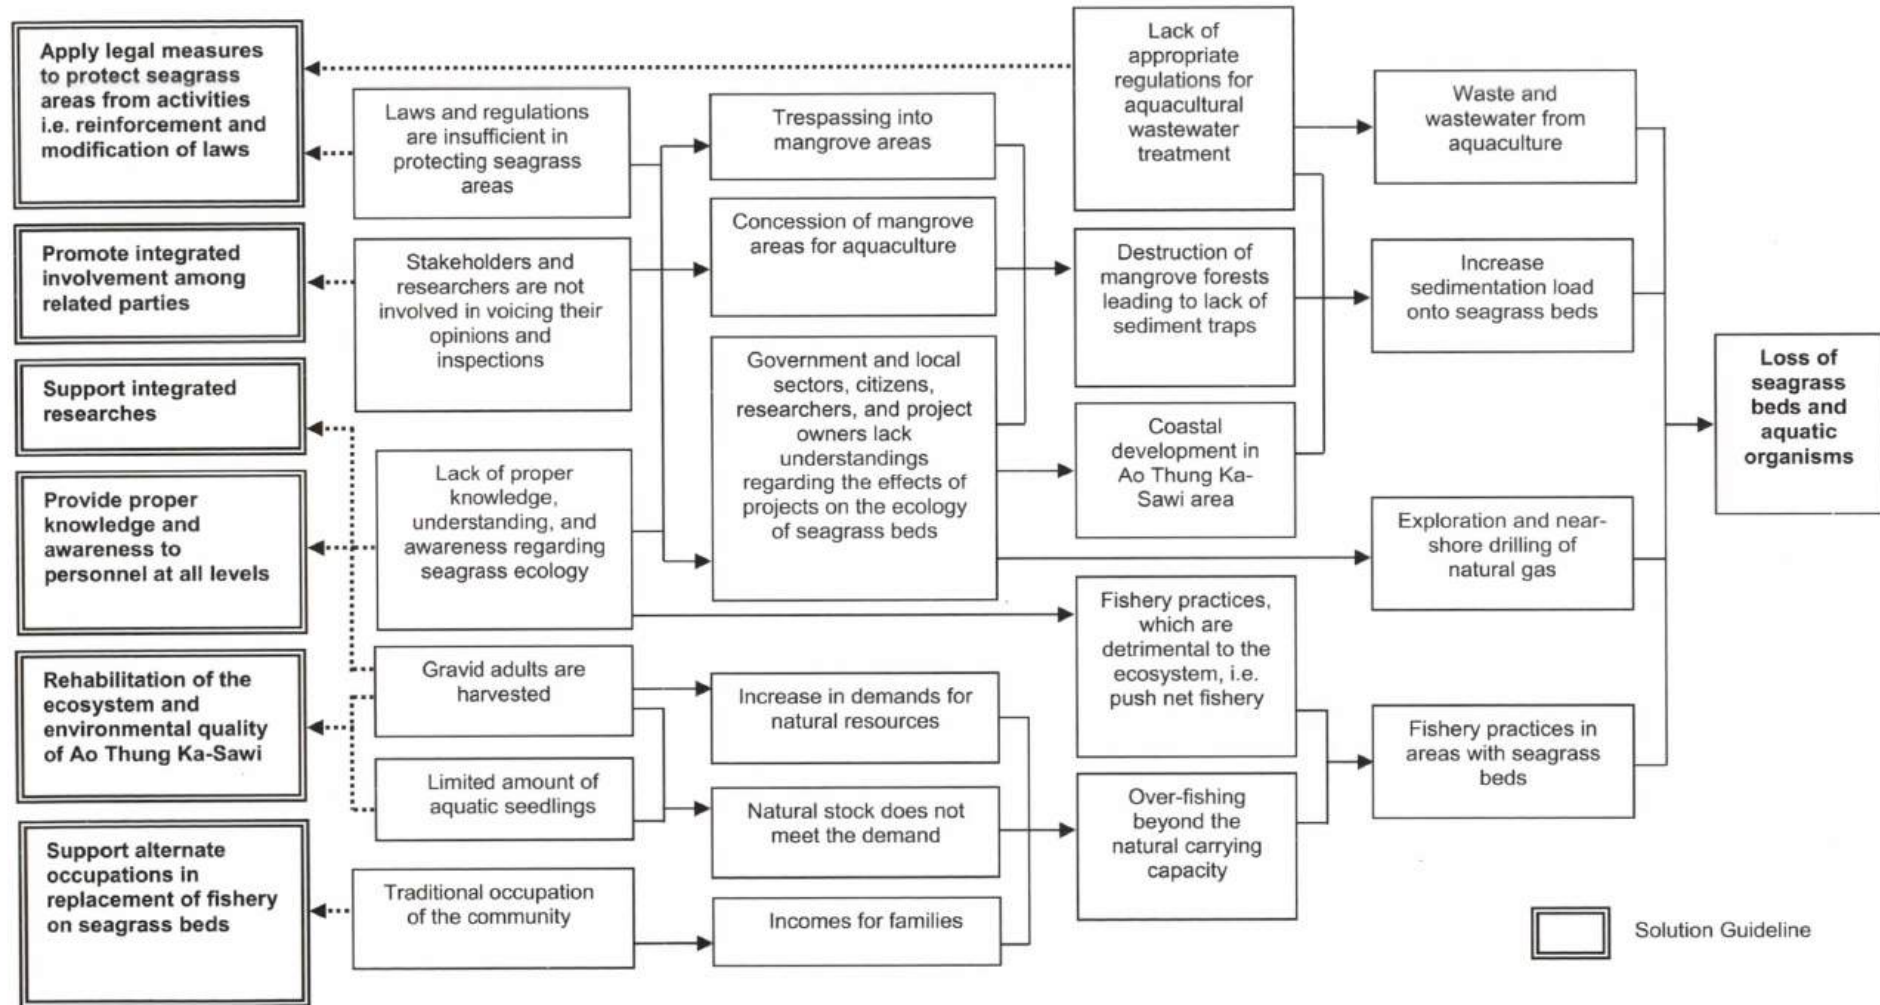 Apply legal measures
to protect seagrass
areas from activities
i.e. reinforcement and
modification of laws
Promote integrated
involvement among
related parties
Support integrated
researches
Provide proper
knowledge and
awareness to
personnel at all levels
Rehabilitation of the
ecosystem and
environmental quality
of Ao Thung Ka-Sawi
Support alternate
occupations in
replacement of fishery
on seagrass beds
Laws and regulations
are insufficient in
protecting seagrass
areas
Stakeholders and
researchers are not
involved in voicing their
opinions and
inspections
Lack of proper
knowledge,
understanding, and
awareness regarding
seagrass ecology
Gravid adults are
harvested
Limited amount of
aquatic seedlings
Traditional occupation
of the community
Trespassing into
mangrove areas
Concession of mangrove
areas for aquaculture
Government and local
sectors, citizens,
researchers, and project
owners lack
understandings
regarding the effects of
projects on the ecology
of seagrass beds
Increase in demands for
natural resources
Natural stock does not
meet the demand
Incomes for families
Lack of
appropriate
regulations for
aquacultural
wastewater
treatment
Destruction of
mangrove forests
leading to lack of
sediment traps
Coastal
development in
Ao Thung Ka-
Sawi area
Fishery practices,
which are
detrimental to the
ecosystem, i.e.
push net fishery
Over-fishing
beyond the
natural carrying
capacity
Waste and
wastewater from
aquaculture
Increase
sedimentation load
onto seagrass beds
Exploration and near-
shore drilling of
natural gas
Fishery practices in
areas with seagrass
beds
Loss of
seagrass
beds and
aquatic
organisms
Solution Guideline